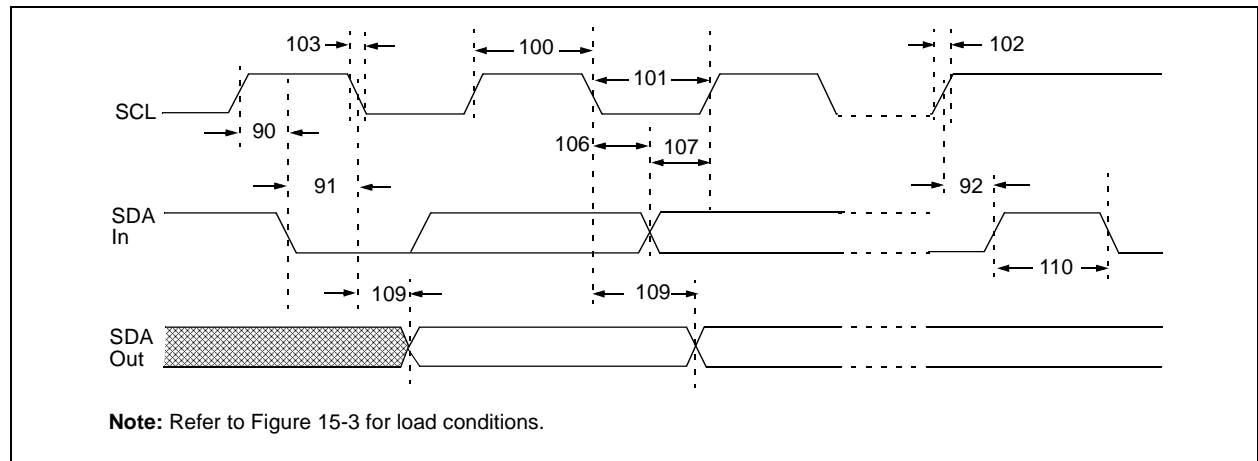 103
100
102
101
SCL
90
106
107
91
92
SDA
In
110
109
109
SDA
Out
Note: Refer to Figure 15-3 for load conditions.